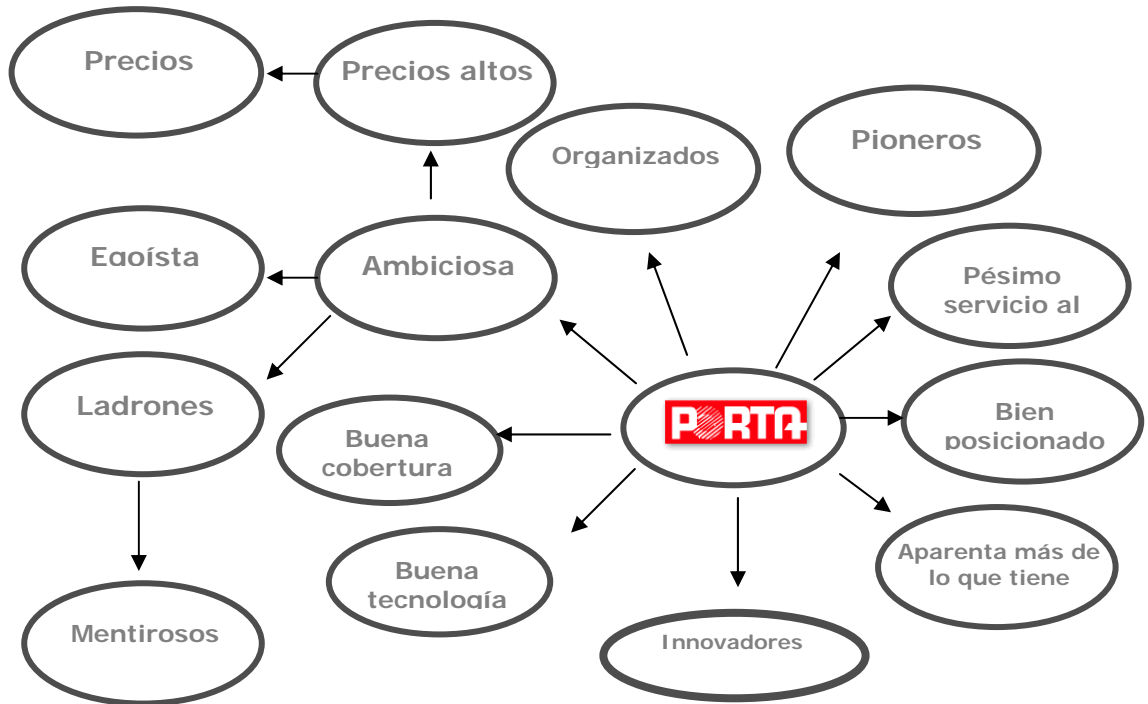 Precios
Precios altos
Organizados
Pioneros
Egoísta
Ambiciosa
Pésimo
servicio al
Ladrones
PORTA
Bien
posicionado
Buena
cobertura
Aparenta más de
lo que tiene
Buena
tecnología
Mentirosos
Innovadores